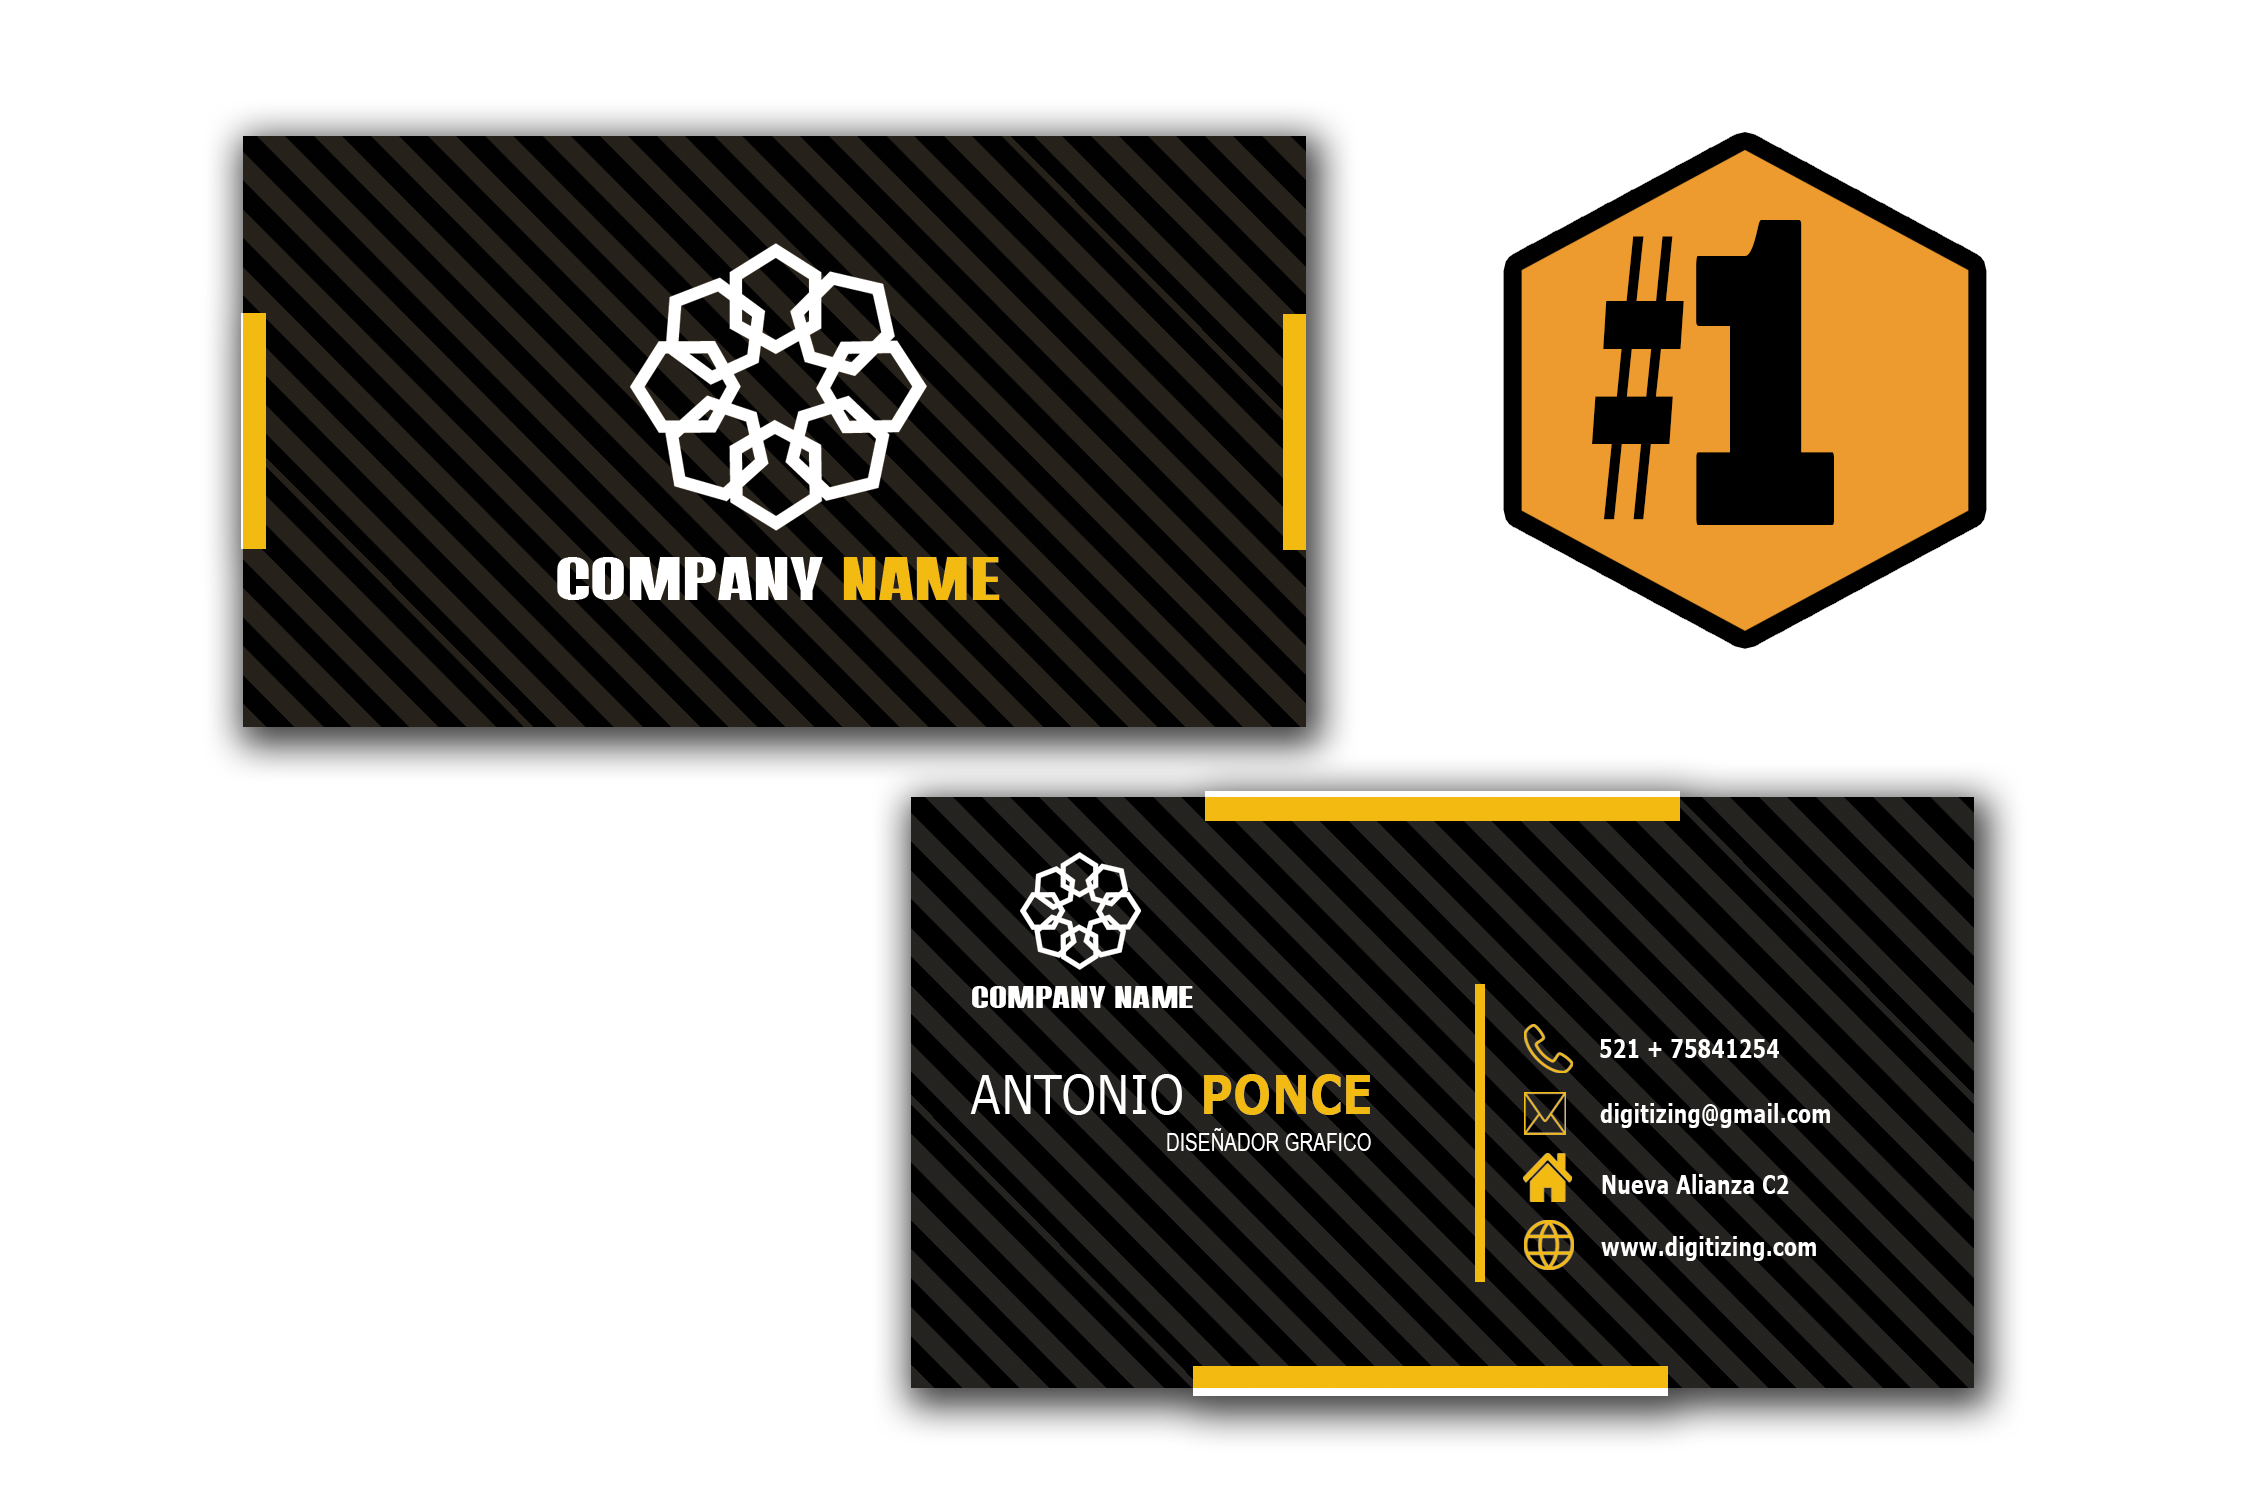 COMPANY NAME
#1
COMPANY NAME
ANTONIO PONCE
DISEÑADOR GRAFICO
521 + 75841254
digitizing@gmail.com
Nueva Alianza C2
www.digitizing.com